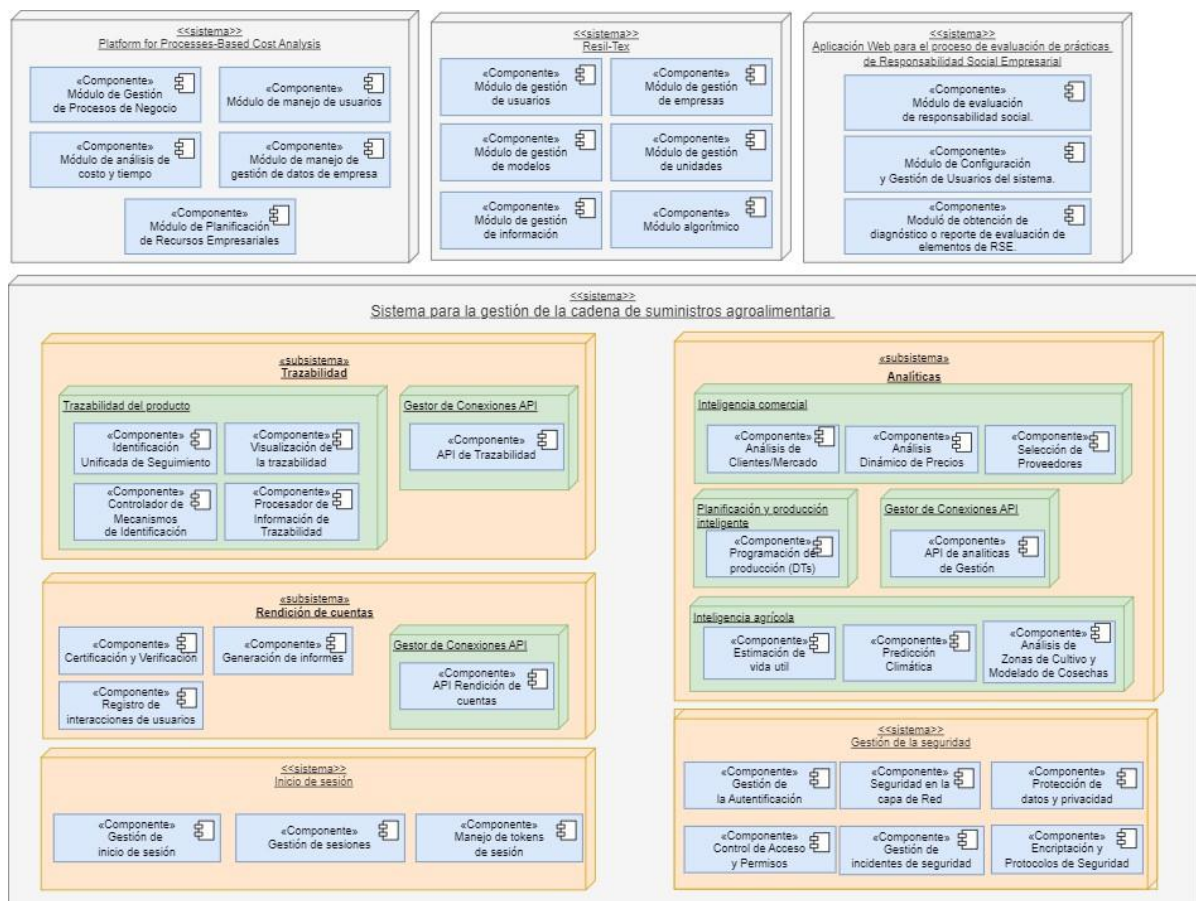 <<sistema>>
Platform for Processes-Based Cost Analysis
«Componente»
Módulo de Gestión
de Procesos de Negocio
«Componente»
Módulo de manejo de usuarios
«Componente»
Módulo de análisis de
costo y tiempo
«Componente»
Módulo de manejo de
gestión de datos de empresa
«Componente»
Módulo de Planificación
de Recursos Empresariales
<<sistema>>
Resil-Tex
«Componente»
Módulo de gestión
de usuarios
«Componente»
Módulo de gestión
de empresas
«Componente»
Módulo de gestión
de modelos
«Componente»
Módulo de gestión
de unidades
«Componente»
Módulo de gestión
de información
«Componente»
Módulo algorítmico
<<sistema>>
Aplicación Web para el proceso de evaluación de prácticas
de Responsabilidad Social Empresarial
«Componente»
Módulo de evaluación
de responsabilidad social.
«Componente»
Módulo de Configuración
y Gestión de Usuarios del sistema.
«Componente»
Moduló de obtención de
diagnóstico o reporte de evaluación de
elementos de RSE.
<<sistema>>
Sistema para la gestión de la cadena de suministros agroalimentaria
«subsistema»
Trazabilidad
Trazabilidad del producto
«Componente»
Identificación
Unificada de Seguimiento
«Componente»
Visualización de
la trazabilidad
«Componente»
Controlador de
Mecanismos
de Identificación
«Componente»
Procesador de
Información de
Trazabilidad
Gestor de Conexiones API
«Componente»
API de Trazabilidad
«subsistema»
Rendición de cuentas
«Componente»
Certificación y Verificación
«Componente»
Generación de informes
«Componente»
Registro de
interacciones de usuarios
Gestor de Conexiones API
«Componente»
API Rendición de
cuentas
<<sistema>>
Inicio de sesión
«Componente»
Gestión de
inicio de sesión
«Componente»
Gestión de sesiones
«Componente»
Manejo de tokens
de sesión
«subsistema»
Analíticas
Inteligencia comercial
«Componente»
Análisis de
Clientes/Mercado
«Componente»
Análisis
Dinámico de Precios
«Componente»
Selección de
Proveedores
Planificación y producción
inteligente
«Componente»
Programación de
producción (DTs)
Gestor de Conexiones API
«Componente»
API de analiticas
de Gestión
Inteligencia agrícola
«Componente»
Estimación de
vida util
«Componente»
Predicción
Climática
«Componente»
Análisis de
Zonas de Cultivo y
Modelado de Cosechas
<<sistema>>
Gestión de la seguridad
«Componente»
Gestión de
la Autentificación
«Componente»
Seguridad en la
capa de Red
«Componente»
Protección de
datos y privacidad
«Componente»
Control de Acceso
y Permisos
«Componente»
Gestión de
incidentes de seguridad
«Componente»
Encriptación y
Protocolos de Seguridad